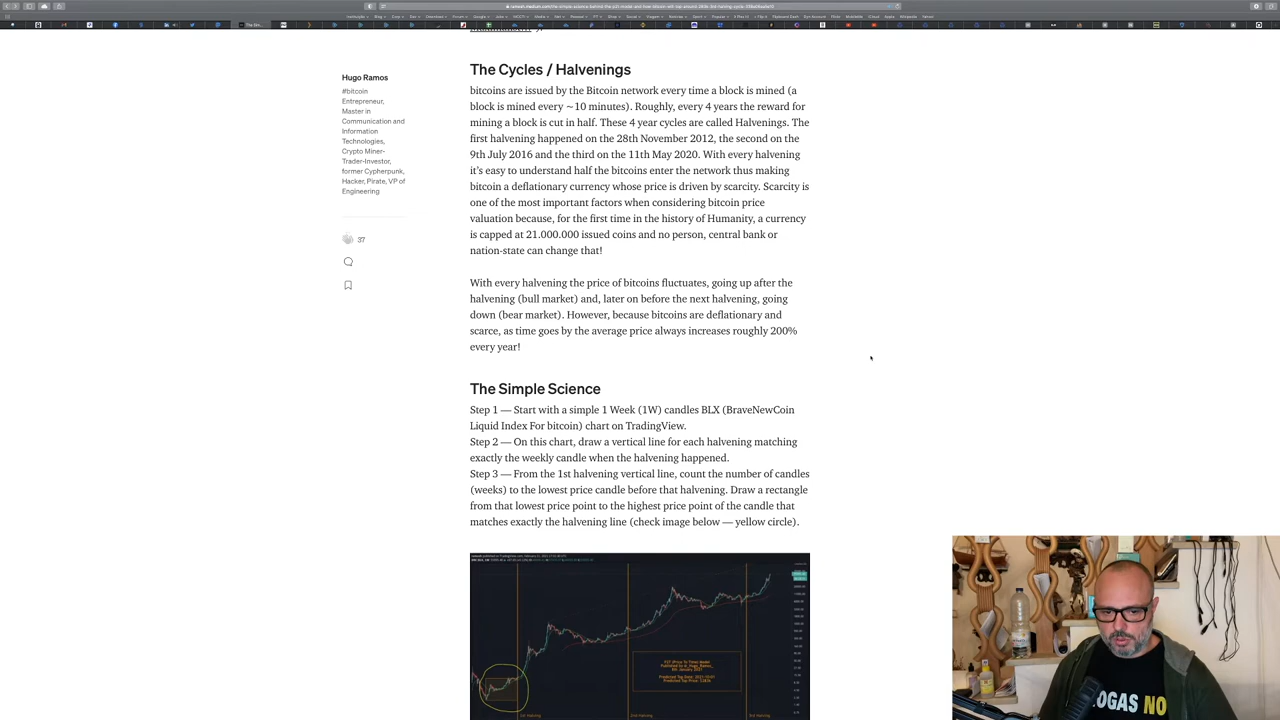 The Cycles / Halvenings
Hugo Ramos
#bitcoin
Entrepreneur,
Master in
Communication and
Information
Technologies,
Crypto Miner-
Trader-Investor,
former Cypherpunk,
Hacker, Pirate, VP of
Engineering
37
bitcoins are issued by the Bitcoin network every time a block is mined (a
block is mined every ~10 minutes). Roughly, every 4 years the reward for
mining a block is cut in half. These 4 year cycles are called Halvenings. The
first halvening happened on the 28th November 2012, the second on the
9th July 2016 and the third on the 11th May 2020. With every halvening
it's easy to understand half the bitcoins enter the network thus making
bitcoin a deflationary currency whose price is driven by scarcity. Scarcity is
one of the most important factors when considering bitcoin price
valuation because, for the first time in the history of Humanity, a currency
is capped at 21.000.000 issued coins and no person, central bank or
nation-state can change that!
With every halvening the price of bitcoins fluctuates, going up after the
halvening (bull market) and, later on before the next halvening, going
down (bear market). However, because bitcoins are deflationary and
scarce, as time goes by the average price always increases roughly 200%
every year!
The Simple Science
Step 1 — Start with a simple 1 Week (1W) candles BLX (BraveNewCoin
Liquid Index For bitcoin) chart on TradingView.
Step 2 — On this chart, draw a vertical line for each halvening matching
exactly the weekly candle when the halvening happened.
Step 3 — From the 1st halvening vertical line, count the number of candles
(weeks) to the lowest price candle before that halvening. Draw a rectangle
from that lowest price point to the highest price point of the candle that
matches exactly the halvening line (check image below — yellow circle).
OGAS NO